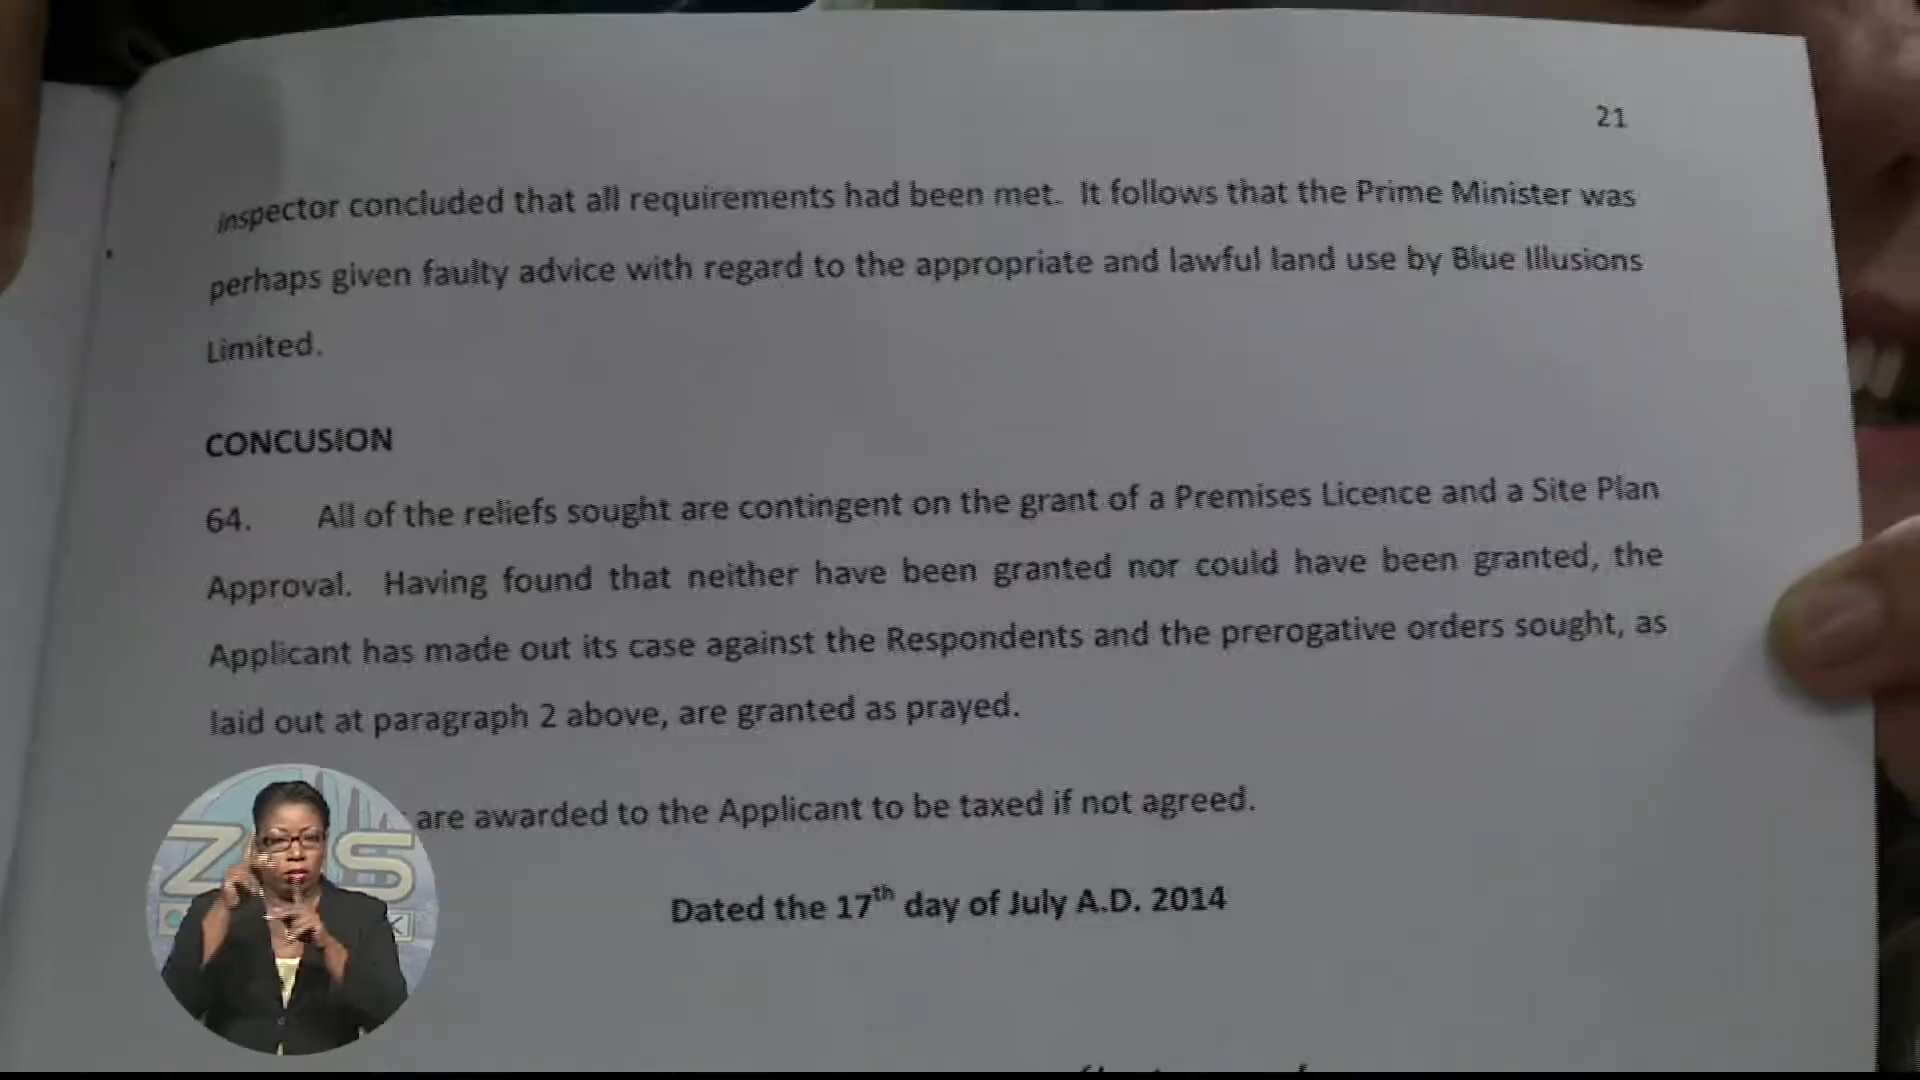 21
inspector concluded that all requirements had been met. It follows that the Prime Minister was
perhaps given faulty advice with regard to the appropriate and lawful land use by Blue Illusions
Limited.
CONCUSION
64. All of the reliefs sought are contingent on the grant of a Premises Licence and a Site Plan
Approval. Having found that neither have been granted nor could have been granted, the
Applicant has made out its case against the Respondents and the prerogative orders sought, as
laid out at paragraph 2 above, are granted as prayed.
are awarded to the Applicant to be taxed if not agreed.
Dated the 17th day of July A.D. 2014